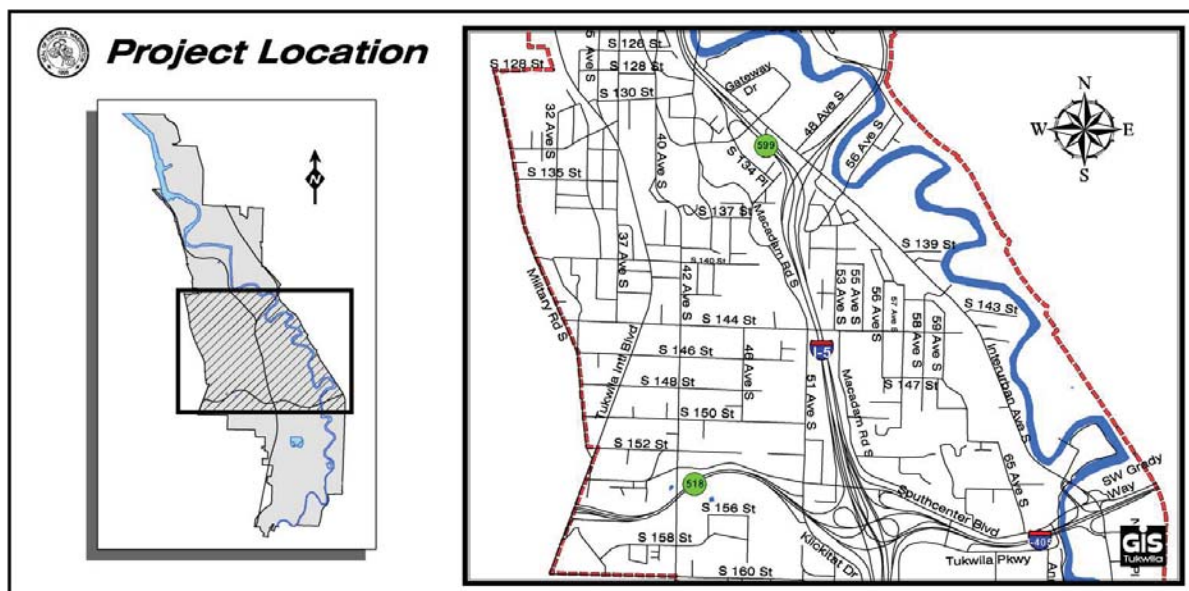 Project Location
N
S 126 St
S 128 St
S 128 St
S 130 St
Gateway
Dr
48 Ave S
56 Ave S
32 Ave S
40 Ave S
599
S 134 Pl
S 135 St
S 137 St
Macadam Rd S
37 Ave S
S 140 St
S 139 St
Military Rd S
42 Ave S
53 Ave S
55 Ave S
56 Ave S
57 Ave S
58 Ave S
59 Ave S
S 143 St
S 144 St
Tukwila Intl Blvd
S 146 St
46 Ave S
I-5
Interurban Ave S
S 147 St
S 148 St
51 Ave S
Macadam Rd S
S 150 St
S 152 St
65 Ave S
SW Grady
Way
518
Southcenter Blvd
S 156 St
S 158 St
Klickitat Dr
I-405
Tukwila Pkwy
S 160 St
N
W
E
S
GIS
Tukwila